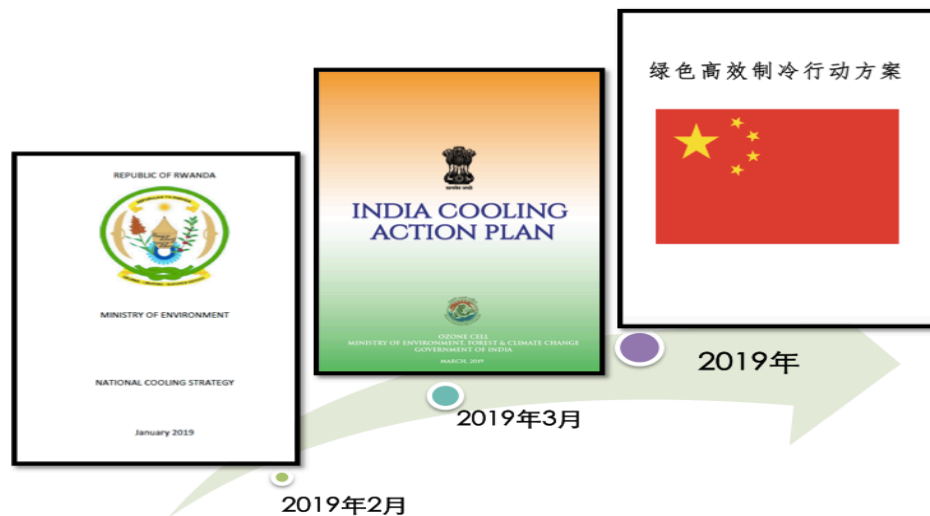 REPUBLIC OF RWANDA
MINISTRY OF ENVIRONMENT
NATIONAL COOLING STRATEGY
January 2019
2019年2月
INDIA COOLING
ACTION PLAN
OZONE CELL
MINISTRY OF ENVIRONMENT, FOREST & CLIMATE CHANGE
GOVERNMENT OF INDIA
MARCH, 2019
2019年3月
绿色高效制冷行动方案
2019年